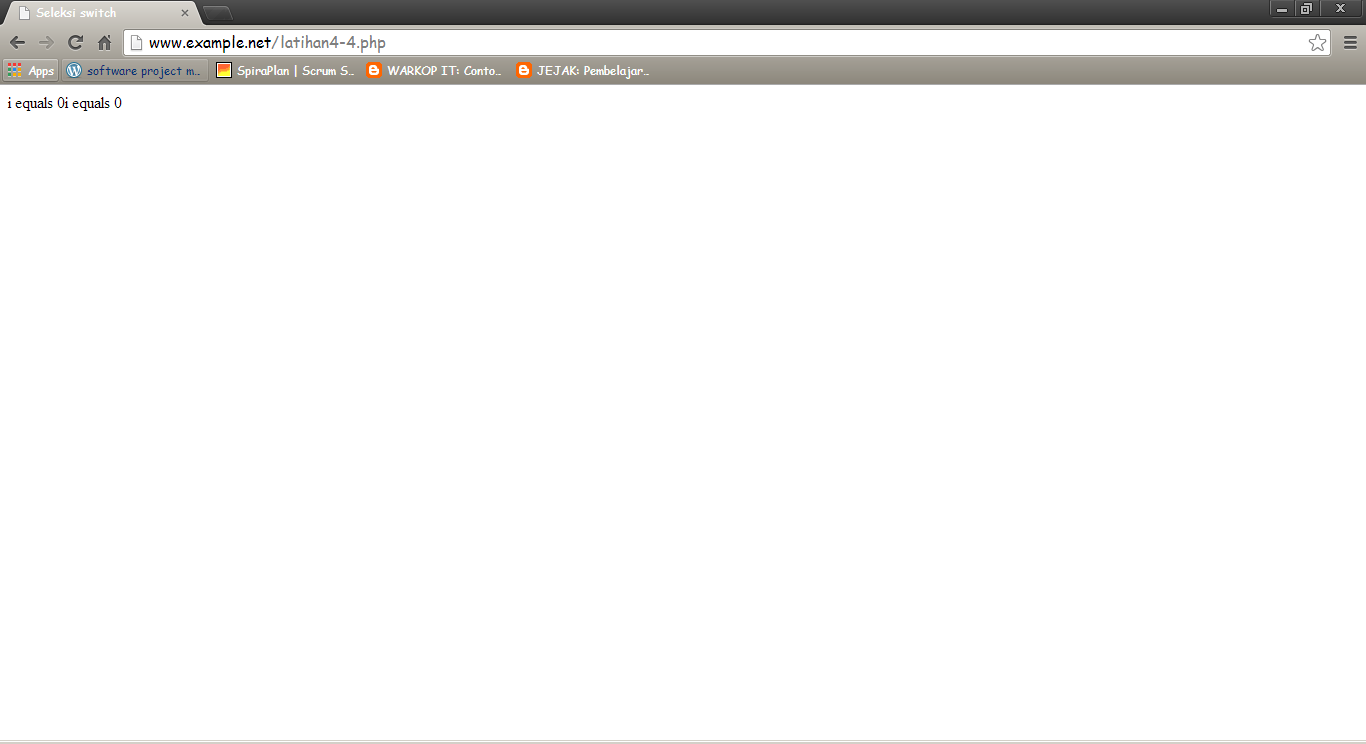 Seleksi switch
www.example.net/latihan4-4.php
Apps software project m... SpiraPlan | Scrum S... WARKOP IT: Conto... JEJAK: Pembelajar...
i equals 0i equals 0